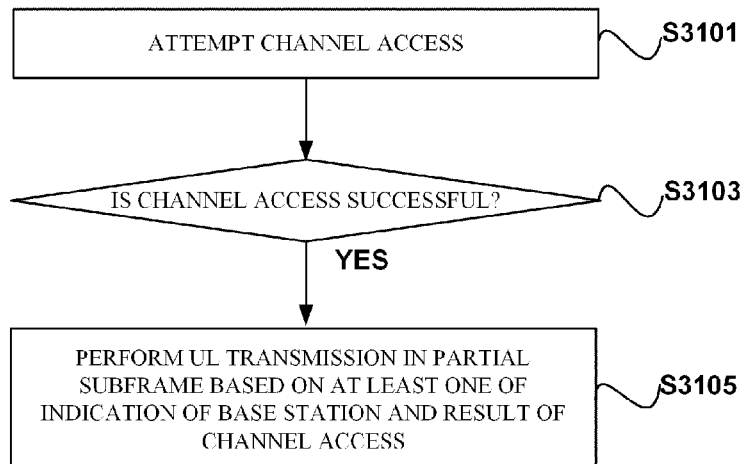 ATTEMPT CHANNEL ACCESS
S3101
IS CHANNEL ACCESS SUCCESSFUL?
S3103
YES
PERFORM UL TRANSMISSION IN PARTIAL
SUBFRAME BASED ON AT LEAST ONE OF
INDICATION OF BASE STATION AND RESULT OF
CHANNEL ACCESS
S3105